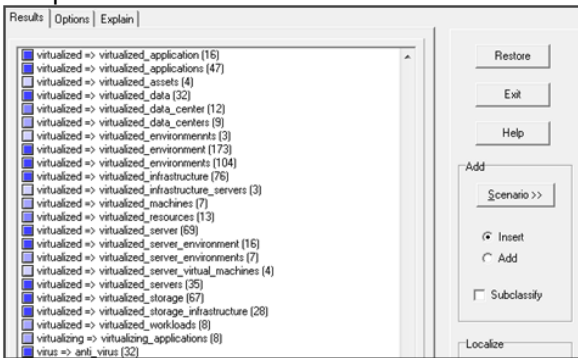 Results Options Explain
virtualized => virtualized_application (16)
virtualized => virtualized_applications (47)
virtualized => virtualized_assets (4)
virtualized => virtualized_data (32)
virtualized => virtualized_data_center (12)
virtualized => virtualized_data_centers (9)
virtualized => virtualized_environmennts (3)
virtualized => virtualized_environment (173)
virtualized => virtualized_environments (104)
virtualized => virtualized_infrastructure (76)
virtualized => virtualized_infrastructure_servers (3)
virtualized => virtualized_machines (7)
virtualized => virtualized_resources (13)
virtualized => virtualized_server (69)
virtualized => virtualized_server_environment (16)
virtualized => virtualized_server_environments (7)
virtualized => virtualized_server_virtual_machines (4)
virtualized => virtualized_servers (35)
virtualized => virtualized_storage (67)
virtualized => virtualized_storage_infrastructure (28)
virtualized => virtualized_workloads (8)
virtualizing => virtualizing_applications (8)
virus => anti_virus (32)
Restore
Exit
Help
Add
Scenario >>
Insert
Add
Subclassify
Localize